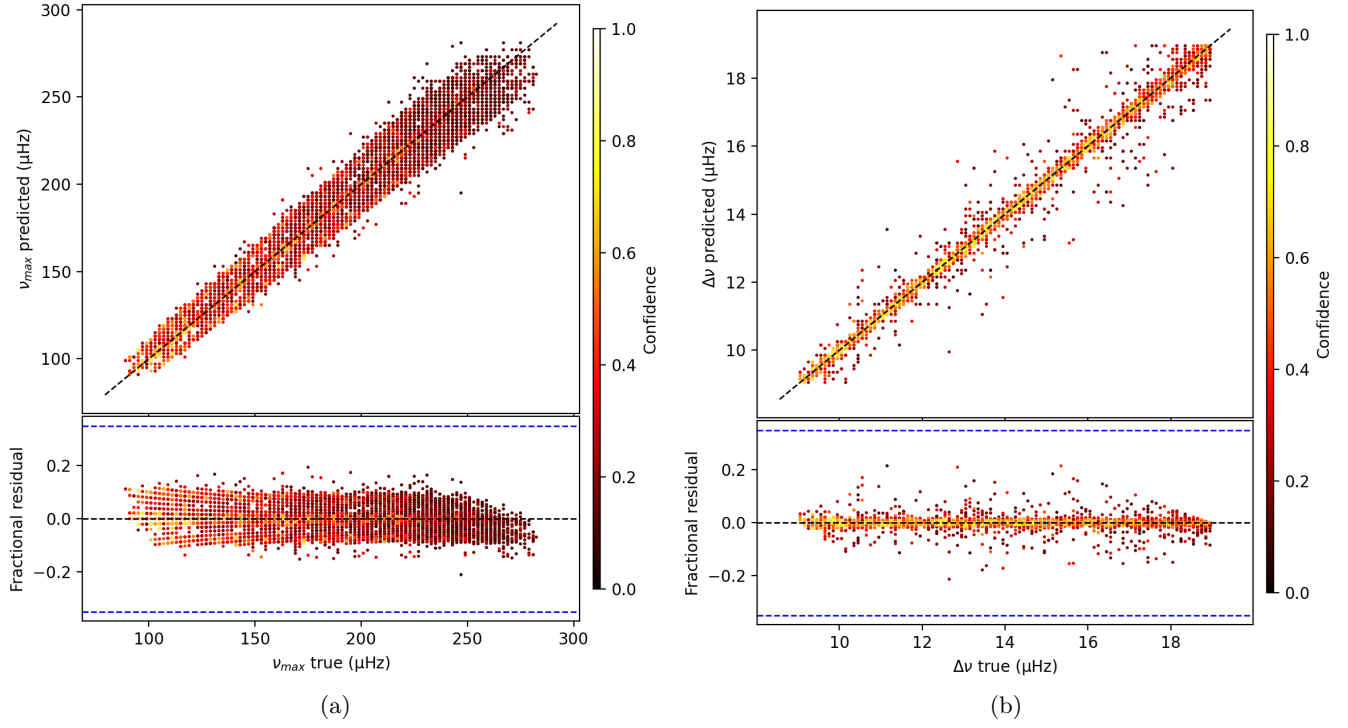 300
250
200
150
100
ν_max predicted (μHz)
1.0
0.8
0.6
0.4
0.2
0.0
Confidence
0.2
0.0
−0.2
Fractional residual
100 150 200 250 300
ν_max true (μHz)
(a)
18
16
14
12
10
Δν predicted (μHz)
1.0
0.8
0.6
0.4
0.2
0.0
Confidence
0.2
0.0
−0.2
Fractional residual
10 12 14 16 18
Δν true (μHz)
(b)